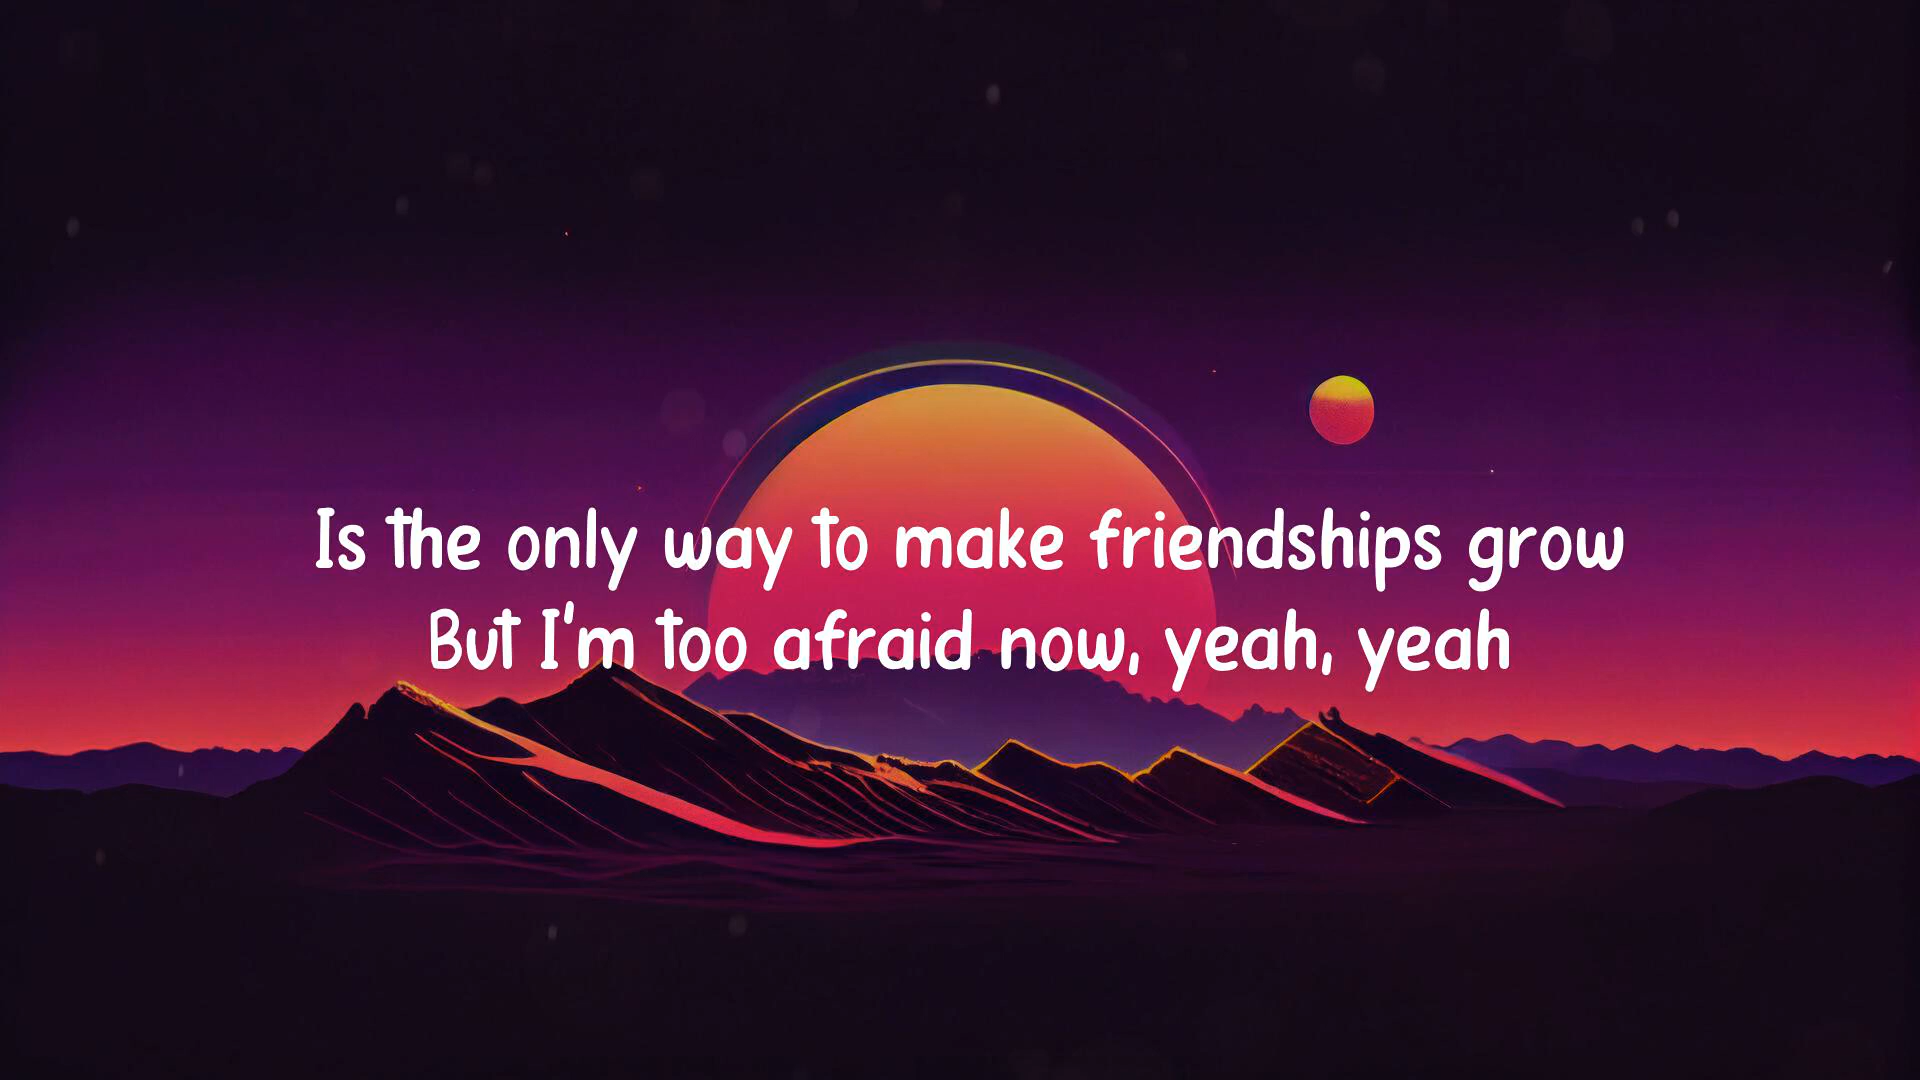 Is the only way to make friendships grow
But I'm too afraid now, yeah, yeah